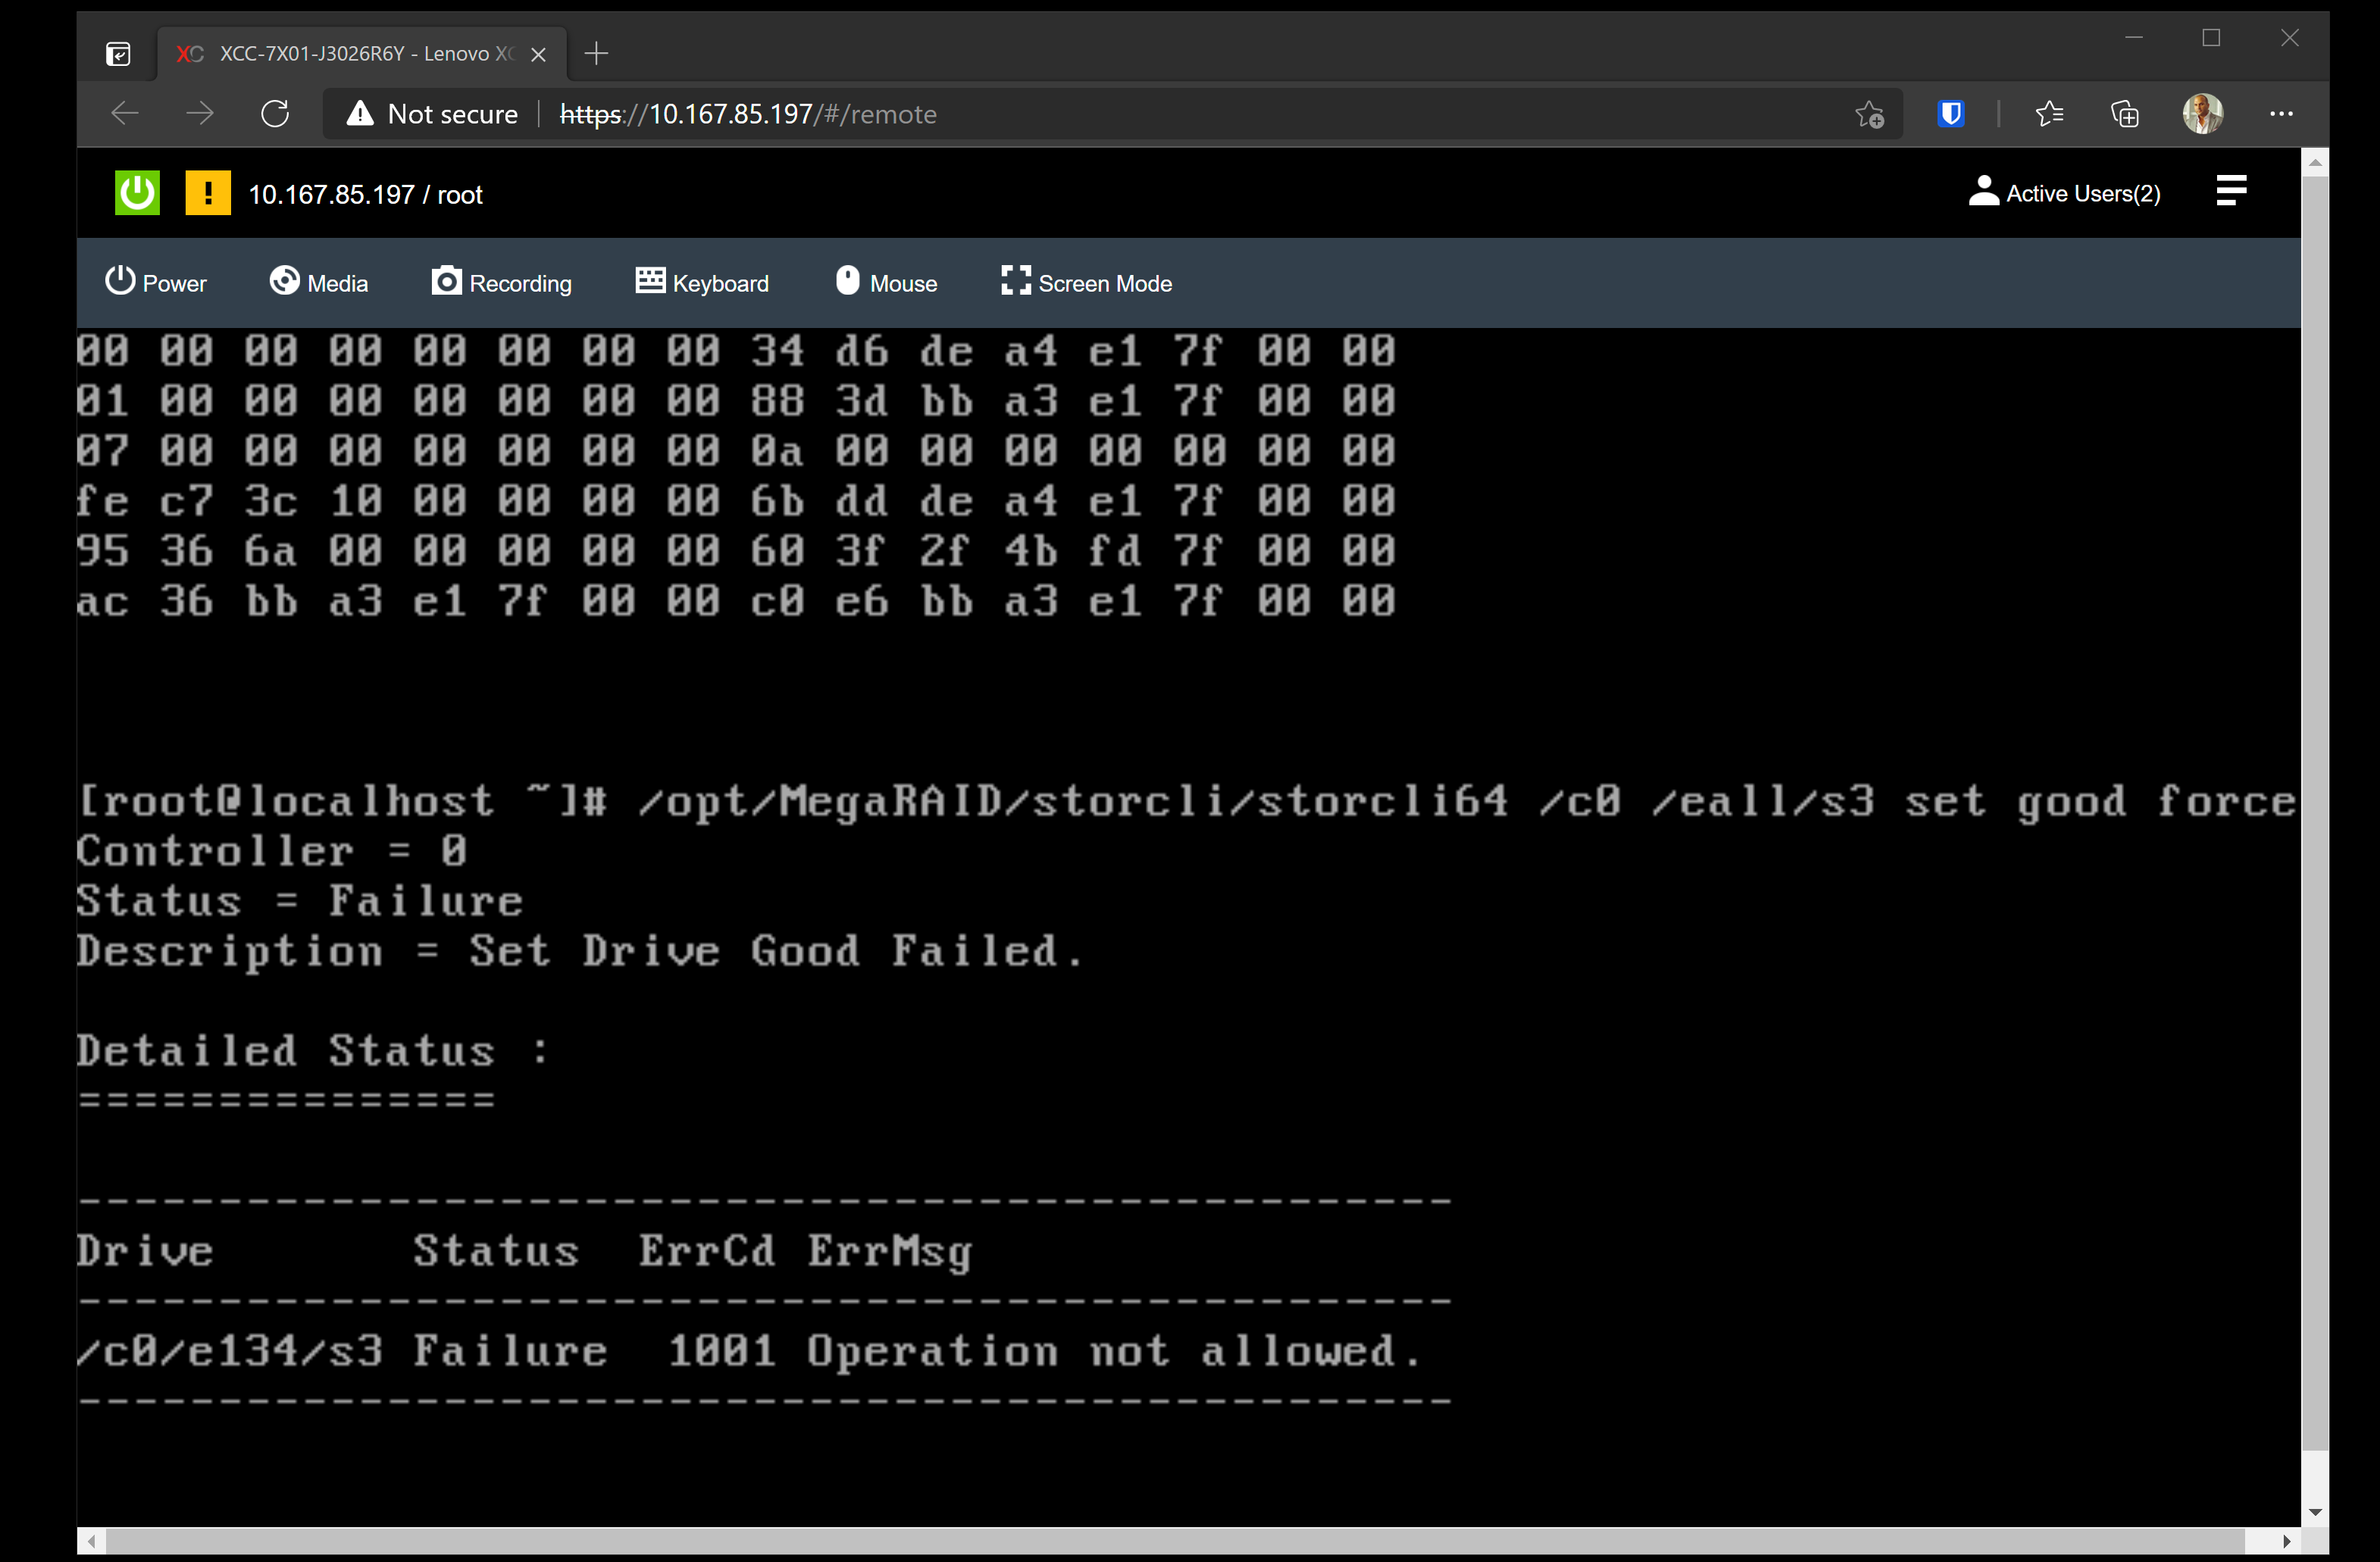 XC XCC-7X01-J3026R6Y - Lenovo XC
Not secure https://10.167.85.197/#/remote
! 10.167.85.197 / root Active Users(2)
Power Media Recording Keyboard Mouse Screen Mode
00 00 00 00 00 00 00 00 34 d6 de a4 e1 7f 00 00
01 00 00 00 00 00 00 00 88 3d bb a3 e1 7f 00 00
07 00 00 00 00 00 00 00 0a 00 00 00 00 00 00 00
fe c7 3c 10 00 00 00 00 6b dd de a4 e1 7f 00 00
95 36 6a 00 00 00 00 00 60 3f 2f 4b fd 7f 00 00
ac 36 bb a3 e1 7f 00 00 c0 e6 bb a3 e1 7f 00 00
[root@localhost ~]# /opt/MegaRAID/storcli/storcli64 /c0 /eall/s3 set good force
Controller = 0
Status = Failure
Description = Set Drive Good Failed.
Detailed Status :
===============
-------------------------------------------------
Drive Status ErrCd ErrMsg
-------------------------------------------------
/c0/e134/s3 Failure 1001 Operation not allowed.
-------------------------------------------------